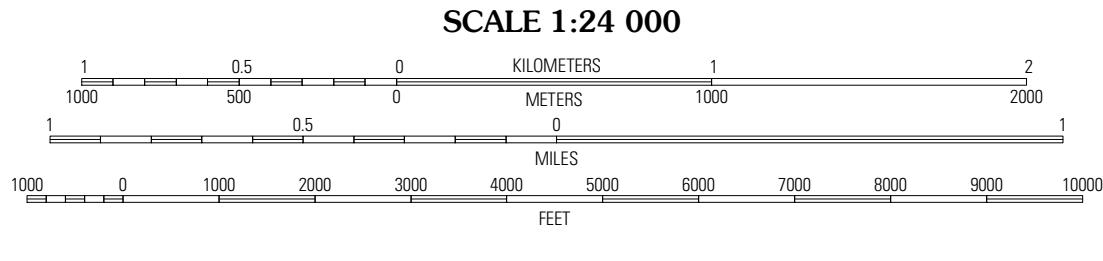 SCALE 1:24 000
1 0.5 0 KILOMETERS 1 2
1000 500 0 METERS 1000 2000
1 0.5 0 1
MILES
1000 0 1000 2000 3000 4000 5000 6000 7000 8000 9000 10000
FEET